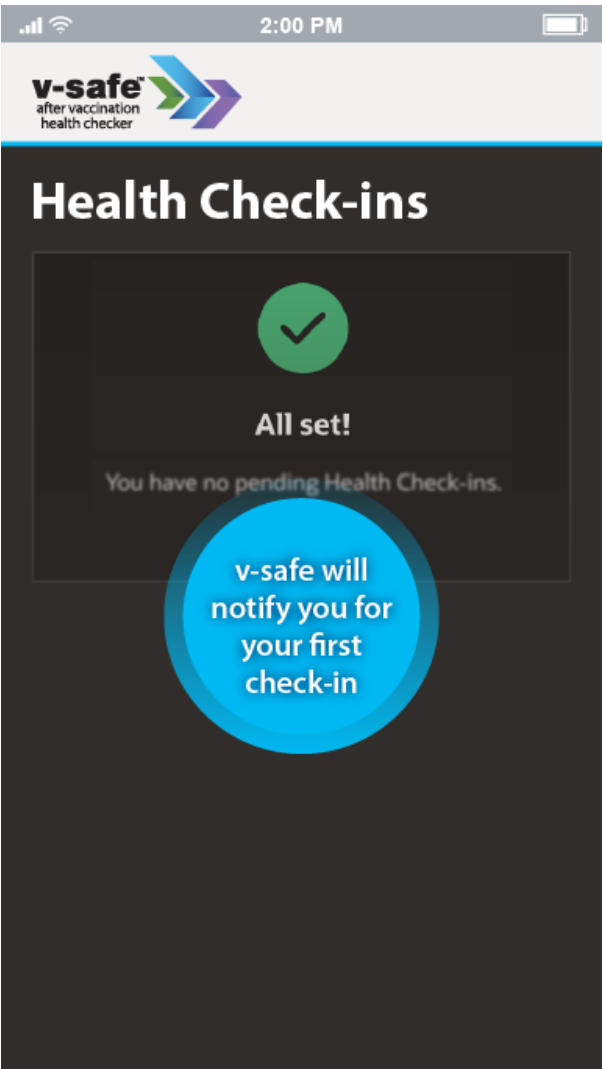 2:00 PM
v-safe™
after vaccination
health checker
Health Check-ins
All set!
You have no pending Health Check-ins.
v-safe will
notify you for
your first
check-in